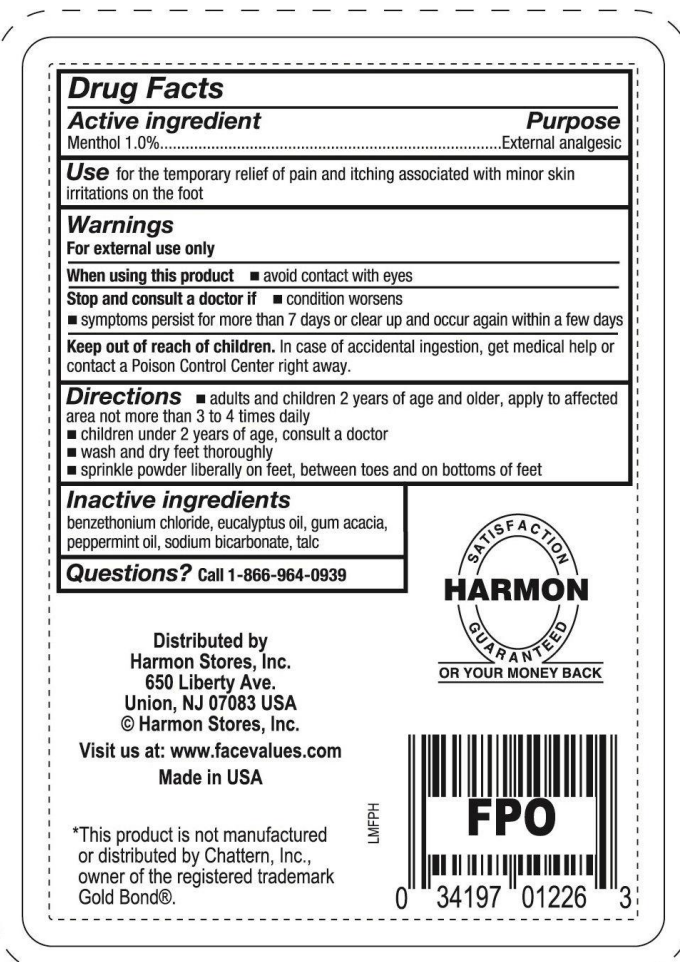 Drug Facts
Active ingredient Purpose
Menthol 1.0%............................................................................External analgesic
Use for the temporary relief of pain and itching associated with minor skin
irritations on the foot
Warnings
For external use only
When using this product ■ avoid contact with eyes
Stop and consult a doctor if ■ condition worsens
■ symptoms persist for more than 7 days or clear up and occur again within a few days
Keep out of reach of children. In case of accidental ingestion, get medical help or
contact a Poison Control Center right away.
Directions ■ adults and children 2 years of age and older, apply to affected
area not more than 3 to 4 times daily
■ children under 2 years of age, consult a doctor
■ wash and dry feet thoroughly
■ sprinkle powder liberally on feet, between toes and on bottoms of feet
Inactive ingredients
benzethonium chloride, eucalyptus oil, gum acacia,
peppermint oil, sodium bicarbonate, talc
Questions? Call 1-866-964-0939
SATISFACTION
HARMON
GUARANTEED
OR YOUR MONEY BACK
Distributed by
Harmon Stores, Inc.
650 Liberty Ave.
Union, NJ 07083 USA
© Harmon Stores, Inc.
Visit us at: www.facevalues.com
Made in USA
*This product is not manufactured
or distributed by Chattern, Inc.,
owner of the registered trademark
Gold Bond®.
LMFPH
FPO
0 34197 01226 3